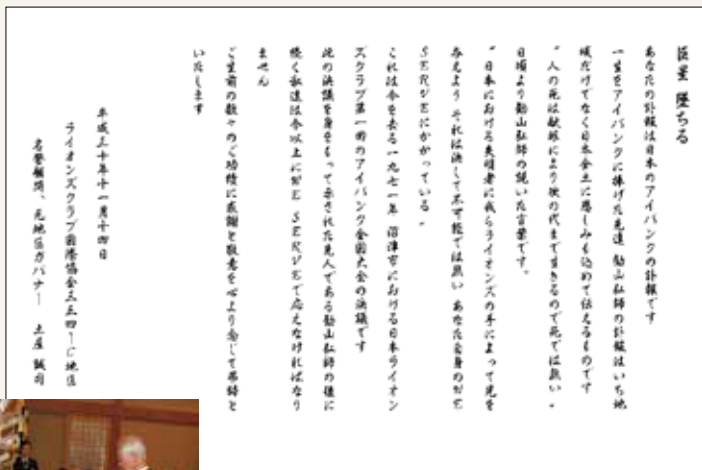 巨星 墜ちる
あなたの訃報は日本のアイバンクの訃報です
一生をアイバンクに捧げた先達 勧山弘師の訃報はいち地
域だけでなく日本全土に悲しみを込めて伝えるものです
"人の死は献眼により次の代まで生きるので死では無い"
日頃より勧山弘師の説いた言葉です。
"日本における失明者に我らライオンズの手によって光を
与えよう それは決して不可能では無い あなた自身のWE
SERVEにかかっている"
これは今を去る一九七一年 沼津市における日本ライオン
ズクラブ第一回のアイバンク全国大会の決議です
此の決議を身をもって示された先人である勧山弘師の後に
続く私達は今以上にWE SERVEで応えなければなり
ません
ご生前の数々のご功績に感謝と敬意を心より念じて弔辞と
いたします
平成三十年十一月十四日
ライオンズクラブ国際協会三三四－C地区
名誉顧問、元地区ガバナー 土屋 誠司